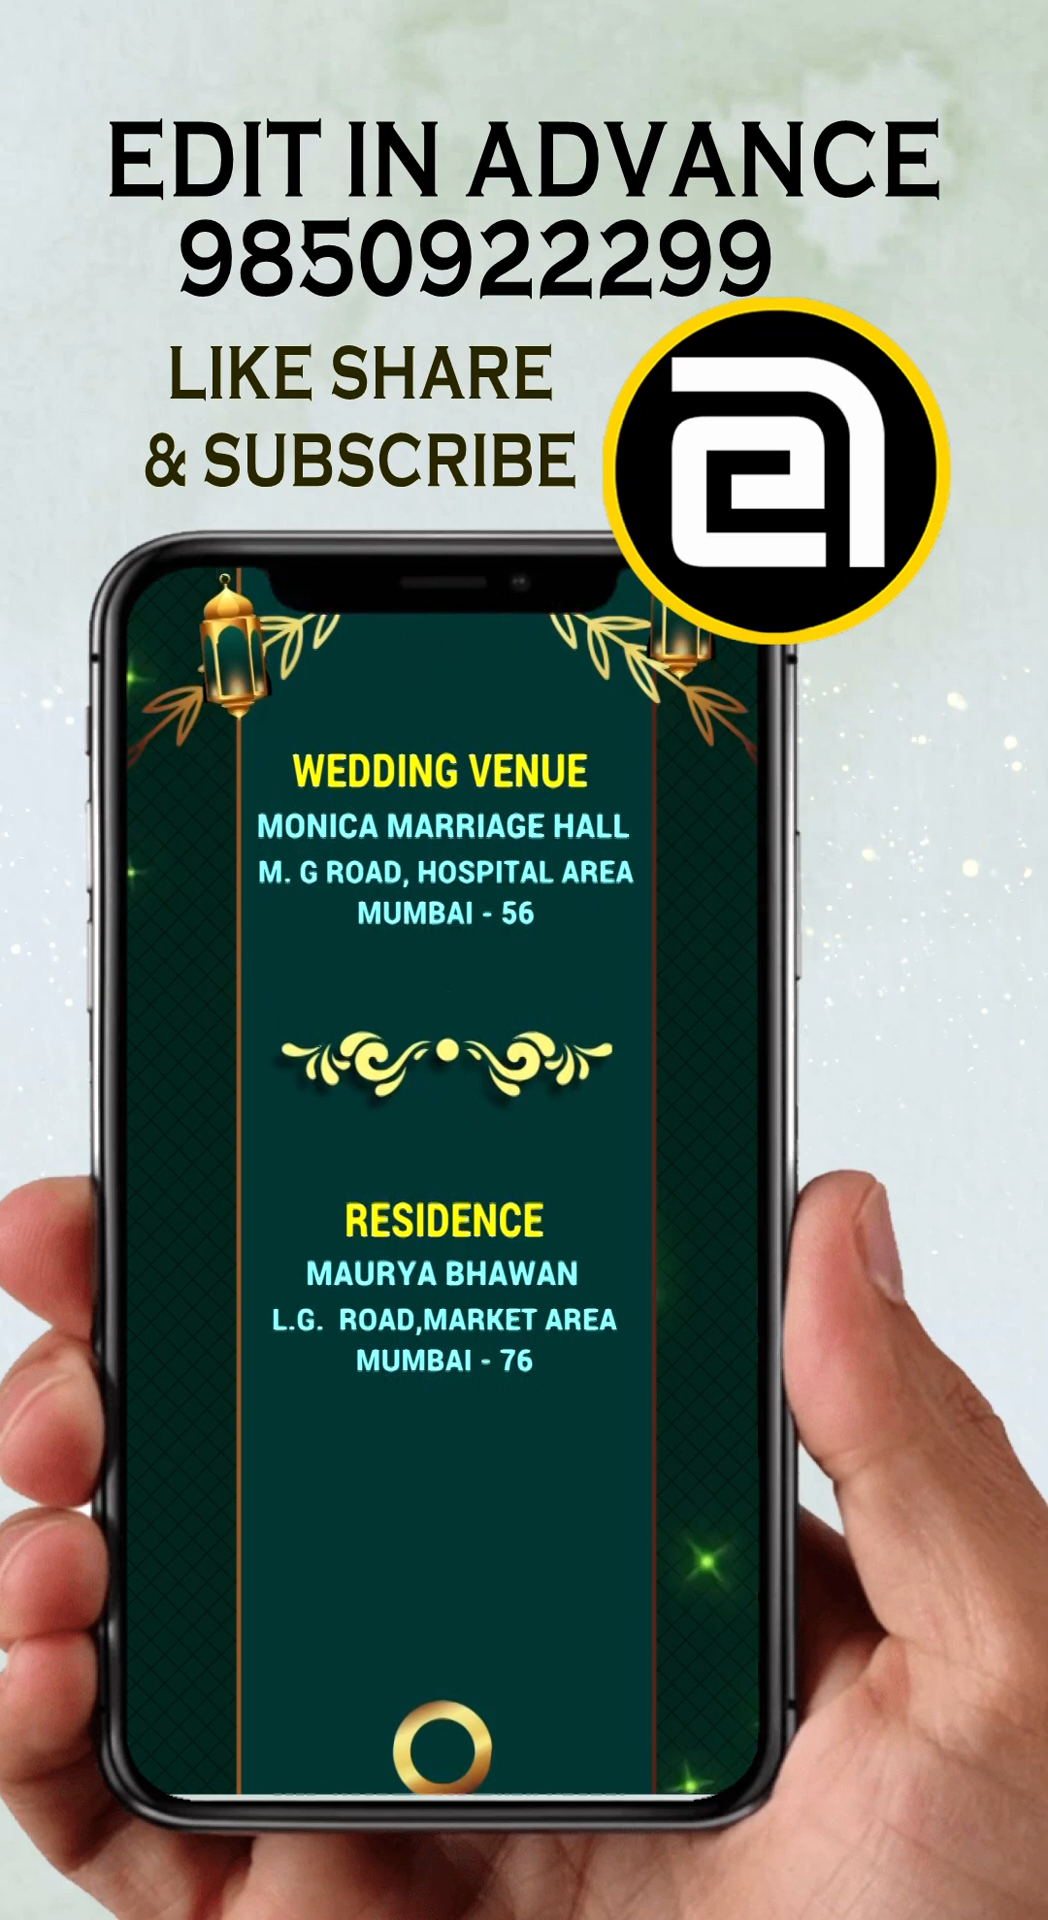 EDIT IN ADVANCE
9850922299
LIKE SHARE
& SUBSCRIBE
WEDDING VENUE
MONICA MARRIAGE HALL
M. G ROAD, HOSPITAL AREA
MUMBAI - 56
RESIDENCE
MAURYA BHAWAN
L.G. ROAD,MARKET AREA
MUMBAI - 76